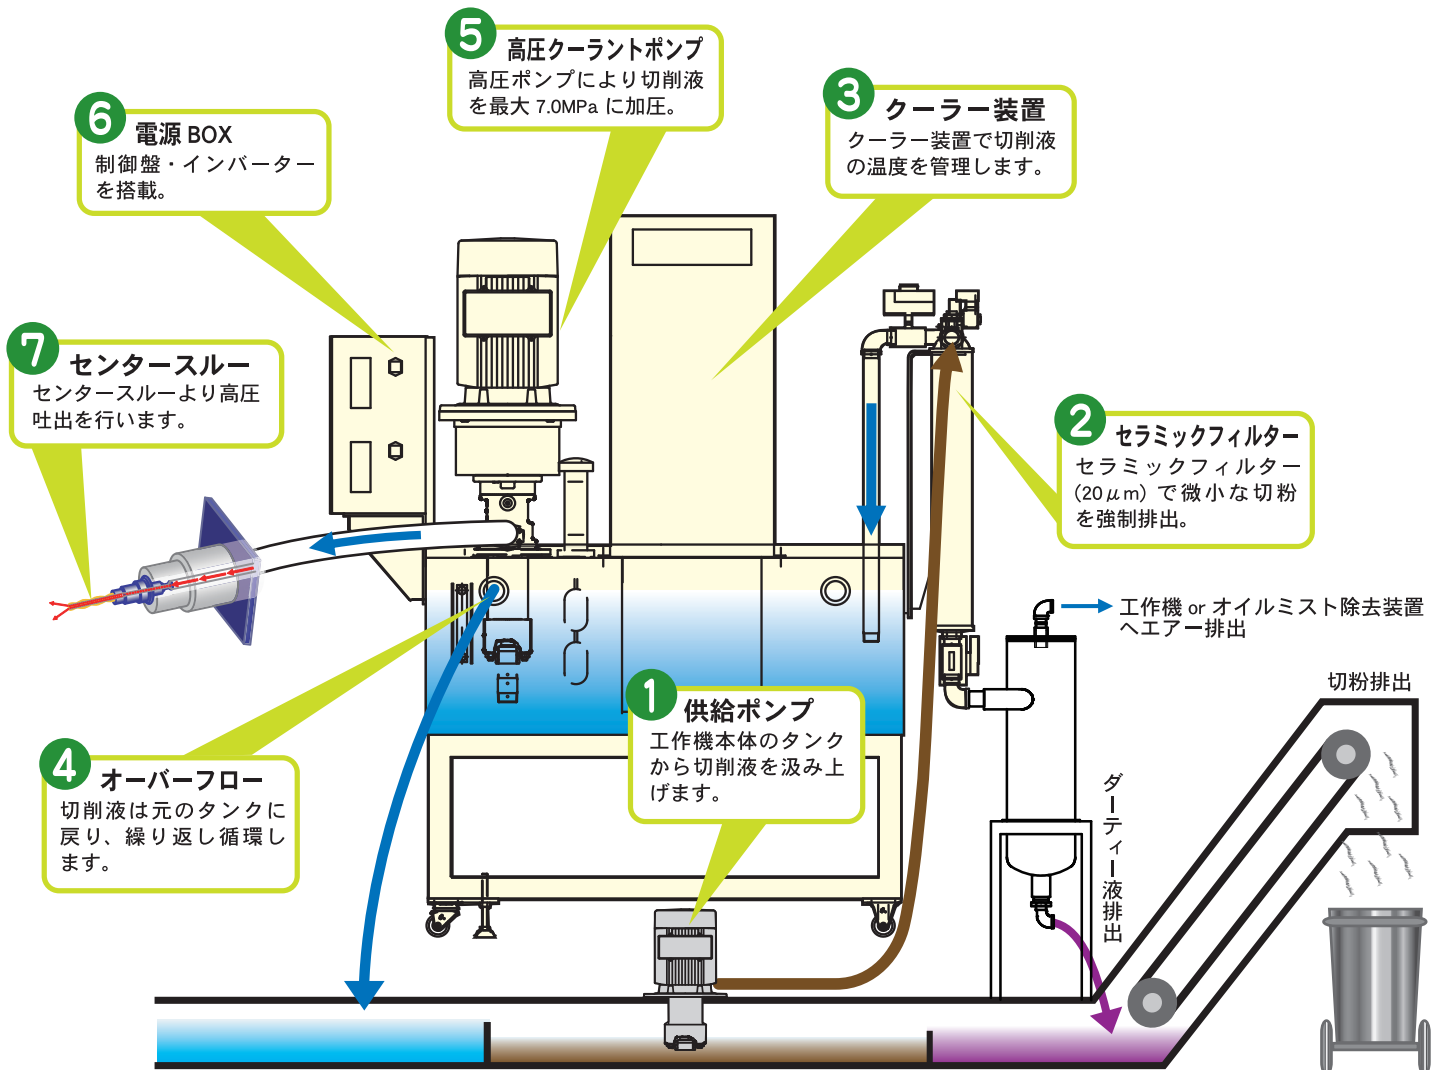 5
高圧クーラントポンプ
高圧ポンプにより切削液
を最大 7.0MPa に加圧。
3
クーラー装置
クーラー装置で切削液
の温度を管理します。
6
電源 BOX
制御盤・インバーター
を搭載。
7
センタースルー
センタースルーより高圧
吐出を行います。
2
セラミックフィルター
セラミックフィルター
(20μm) で微小な切粉
を強制排出。
工作機 or オイルミスト除去装置
へエアー排出
切粉排出
1
供給ポンプ
工作機本体のタンク
から切削液を汲み上
げます。
4
オーバーフロー
切削液は元のタンクに
戻り、繰り返し循環し
ます。
ダーティー液排出